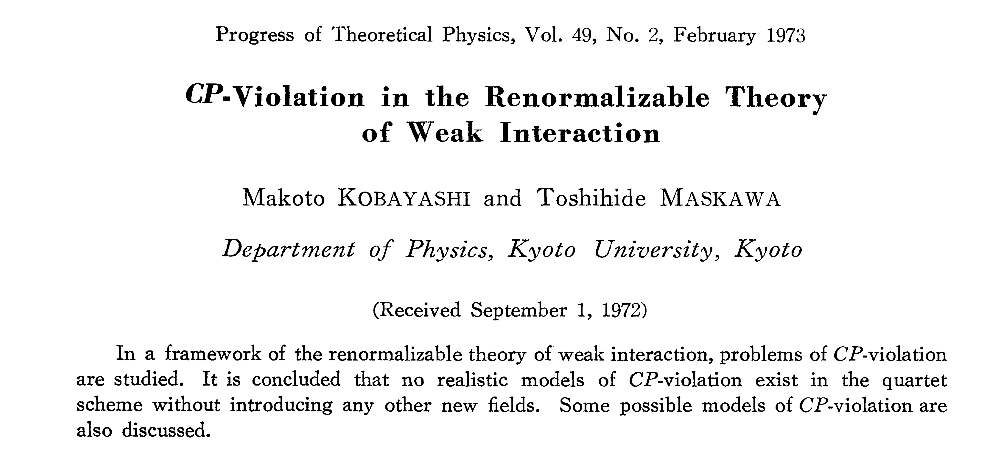 Progress of Theoretical Physics, Vol. 49, No. 2, February 1973
CP-Violation in the Renormalizable Theory
of Weak Interaction
Makoto KOBAYASHI and Toshihide MASKAWA
Department of Physics, Kyoto University, Kyoto
(Received September 1, 1972)
In a framework of the renormalizable theory of weak interaction, problems of CP-violation
are studied. It is concluded that no realistic models of CP-violation exist in the quartet
scheme without introducing any other new fields. Some possible models of CP-violation are
also discussed.